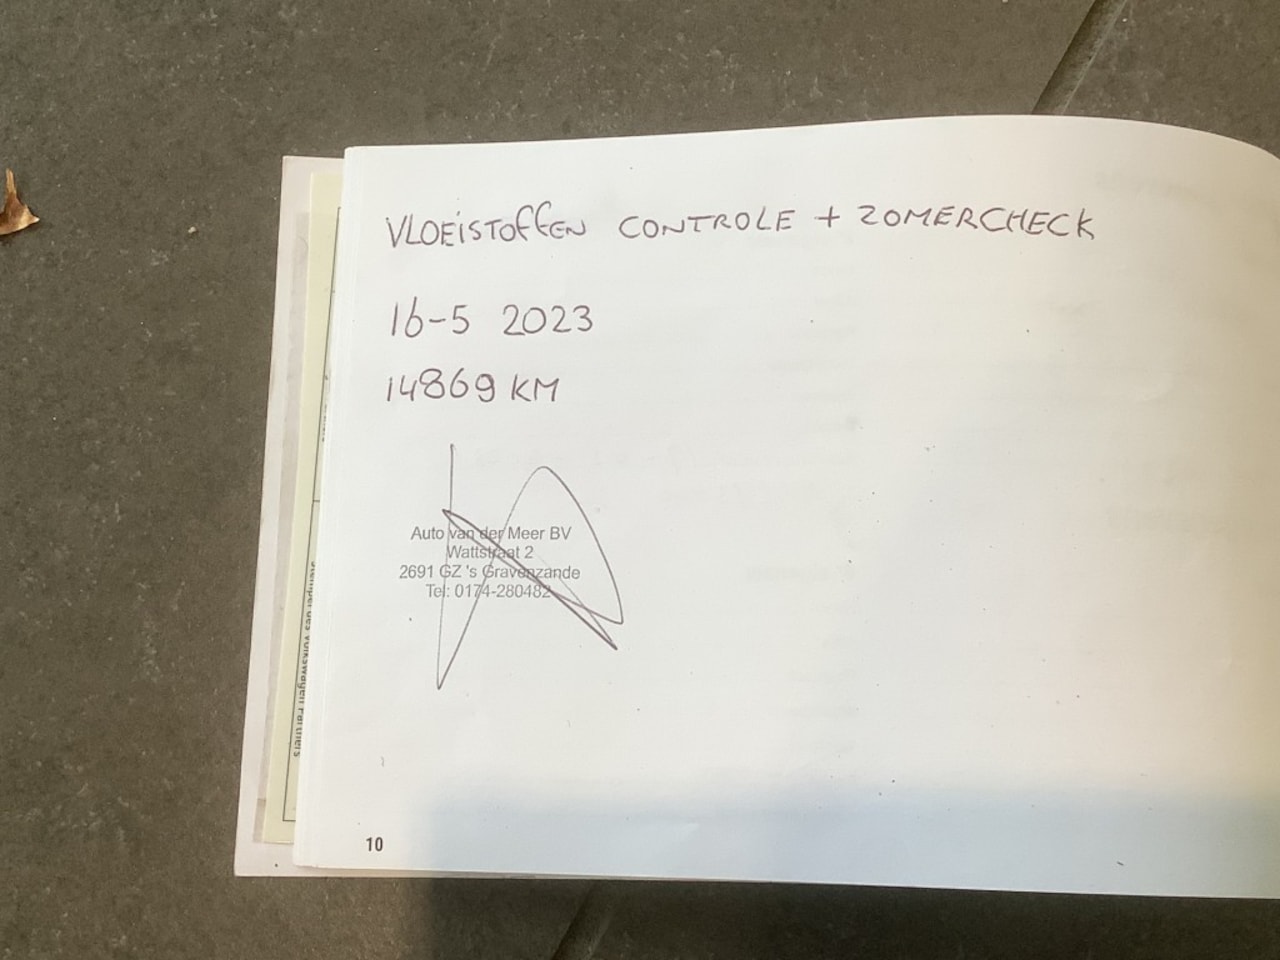 VLOEISTOFFEN CONTROLE + ZOMERCHECK
16-5 2023
14869 KM
Auto van der Meer BV
Wattstraat 2
2691 GZ 's Gravenzande
Tel: 0174-280482
10